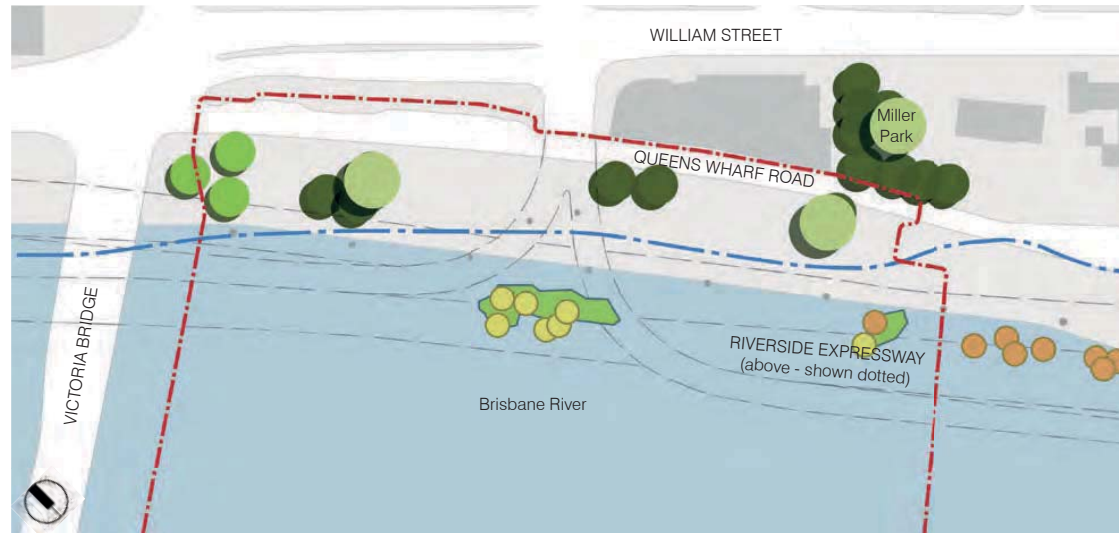 WILLIAM STREET
Miller
Park
QUEENS WHARF ROAD
VICTORIA BRIDGE
RIVERSIDE EXPRESSWAY
(above - shown dotted)
Brisbane River